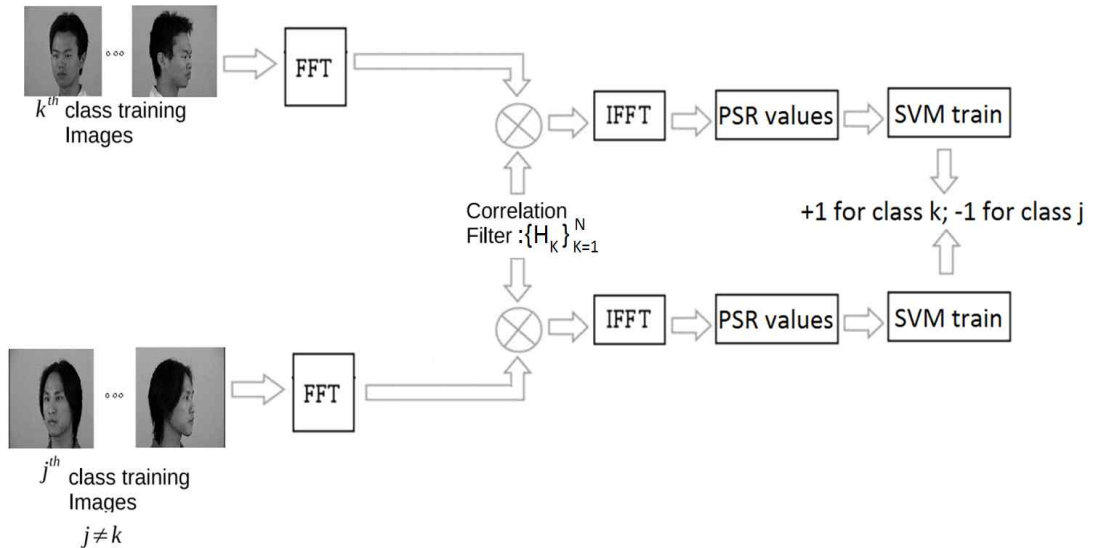 FFT
k^th class training
Images
IFFT
PSR values
SVM train
Correlation
Filter :{H_K}_{K=1}^N
+1 for class k; -1 for class j
IFFT
PSR values
SVM train
FFT
j^th class training
Images
j≠k